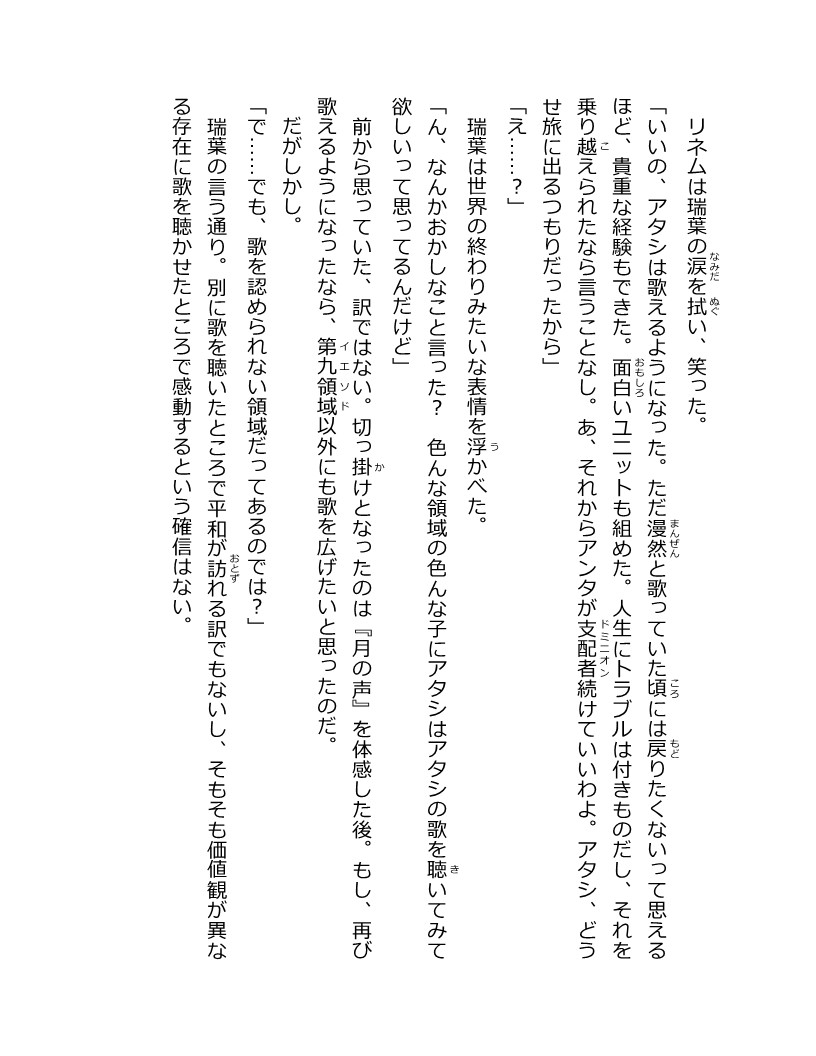 リネムは瑞葉の涙を拭い、笑った。
「いいの、アタシは歌えるようになった。ただ漫然と歌っていた頃には戻りたくないって思える
ほど、貴重な経験もできた。面白いユニットも組めた。人生にトラブルは付きものだし、それを
乗り越えられたなら言うことなし。あ、それからアンタが支配者続けていいわよ。アタシ、どう
せ旅に出るつもりだったから」
「え……？」
瑞葉は世界の終わりみたいな表情を浮かべた。
「ん、なんかおかしなこと言った？　色んな領域の色んな子にアタシはアタシの歌を聴いてみて
欲しいって思ってるんだけど」
前から思っていた、訳ではない。切っ掛けとなったのは『月の声』を体感した後。もし、再び
歌えるようになったなら、第九領域以外にも歌を広げたいと思ったのだ。
だがしかし。
「で……でも、歌を認められない領域だってあるのでは？」
瑞葉の言う通り。別に歌を聴いたところで平和が訪れる訳でもないし、そもそも価値観が異な
る存在に歌を聴かせたところで感動するという確信はない。